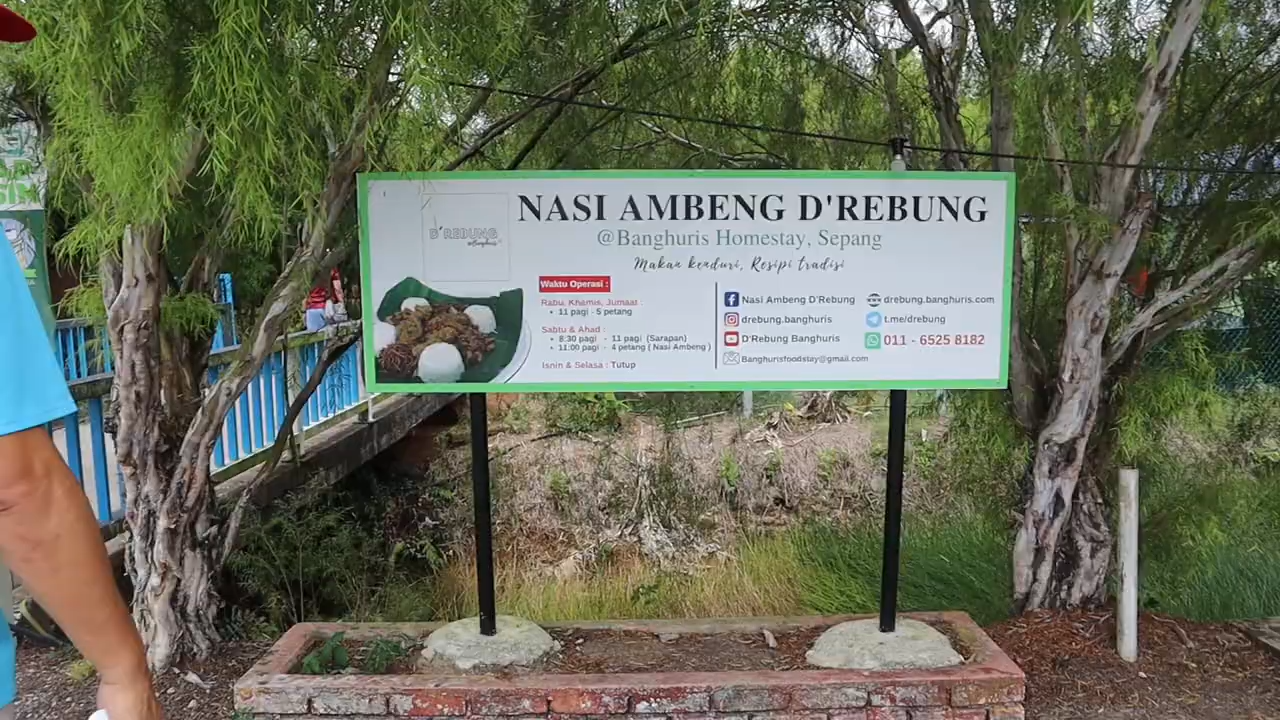 NASI AMBENG D'REBUNG
@Banghuris Homestay, Sepang
Makan kenduri, Resipi tradisi
D'REBUNG
@Banghuris
Waktu Operasi :
Rabu, Khamis, Jumaat :
• 11 pagi - 5 petang
Sabtu & Ahad :
• 8:30 pagi - 11 pagi (Sarapan)
• 11:00 pagi - 4 petang ( Nasi Ambeng )
Isnin & Selasa : Tutup
Nasi Ambeng D'Rebung
drebung.banghuris
D'Rebung Banghuris
Banghurisfoodstay@gmail.com
drebung.banghuris.com
t.me/drebung
011 - 6525 8182